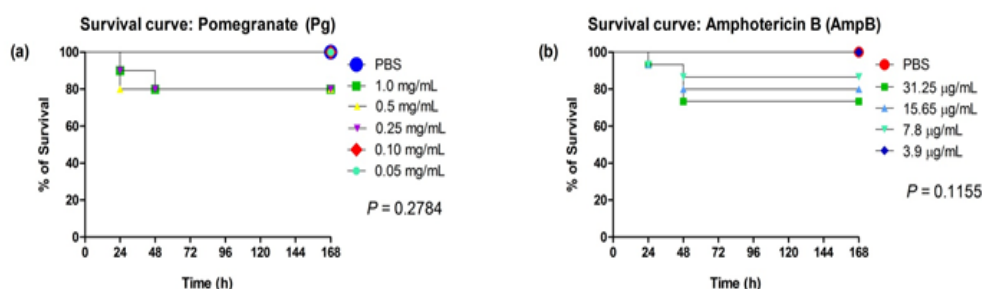 Survival curve: Pomegranate (Pg)
(a)
% of Survival
100
80
60
40
20
0
0 24 48 72 96 120 144 168
Time (h)
PBS
1.0 mg/mL
0.5 mg/mL
0.25 mg/mL
0.10 mg/mL
0.05 mg/mL
P = 0.2784
Survival curve: Amphotericin B (AmpB)
(b)
% of Survival
100
80
60
40
20
0
0 24 48 72 96 120 144 168
Time (h)
PBS
31.25 µg/mL
15.65 µg/mL
7.8 µg/mL
3.9 µg/mL
P = 0.1155